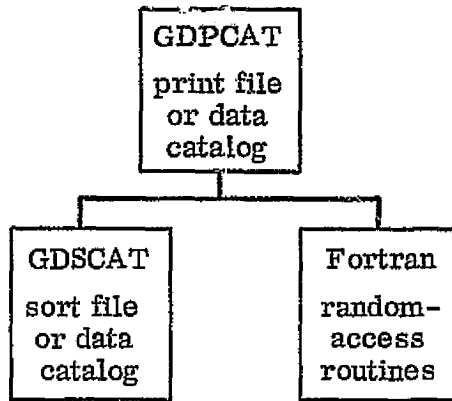 GDPCAT
print file
or data
catalog
GDSCAT
sort file
or data
catalog
Fortran
random-
access
routines